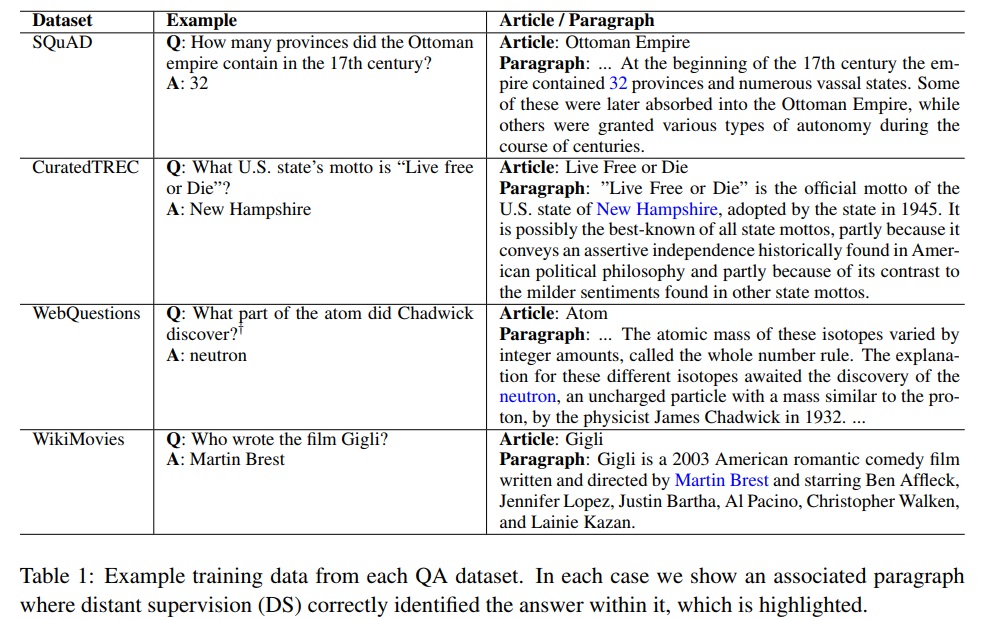 Dataset Example Article / Paragraph
SQuAD
Q: How many provinces did the Ottoman
empire contain in the 17th century?
A: 32
Article: Ottoman Empire
Paragraph: ... At the beginning of the 17th century the em-
pire contained 32 provinces and numerous vassal states. Some
of these were later absorbed into the Ottoman Empire, while
others were granted various types of autonomy during the
course of centuries.
CuratedTREC
Q: What U.S. state's motto is “Live free
or Die”?
A: New Hampshire
Article: Live Free or Die
Paragraph: ”Live Free or Die” is the official motto of the
U.S. state of New Hampshire, adopted by the state in 1945. It
is possibly the best-known of all state mottos, partly because it
conveys an assertive independence historically found in Amer-
ican political philosophy and partly because of its contrast to
the milder sentiments found in other state mottos.
WebQuestions
Q: What part of the atom did Chadwick
discover?†
A: neutron
Article: Atom
Paragraph: ... The atomic mass of these isotopes varied by
integer amounts, called the whole number rule. The explana-
tion for these different isotopes awaited the discovery of the
neutron, an uncharged particle with a mass similar to the pro-
ton, by the physicist James Chadwick in 1932. ...
WikiMovies
Q: Who wrote the film Gigli?
A: Martin Brest
Article: Gigli
Paragraph: Gigli is a 2003 American romantic comedy film
written and directed by Martin Brest and starring Ben Affleck,
Jennifer Lopez, Justin Bartha, Al Pacino, Christopher Walken,
and Lainie Kazan.
Table 1: Example training data from each QA dataset. In each case we show an associated paragraph
where distant supervision (DS) correctly identified the answer within it, which is highlighted.